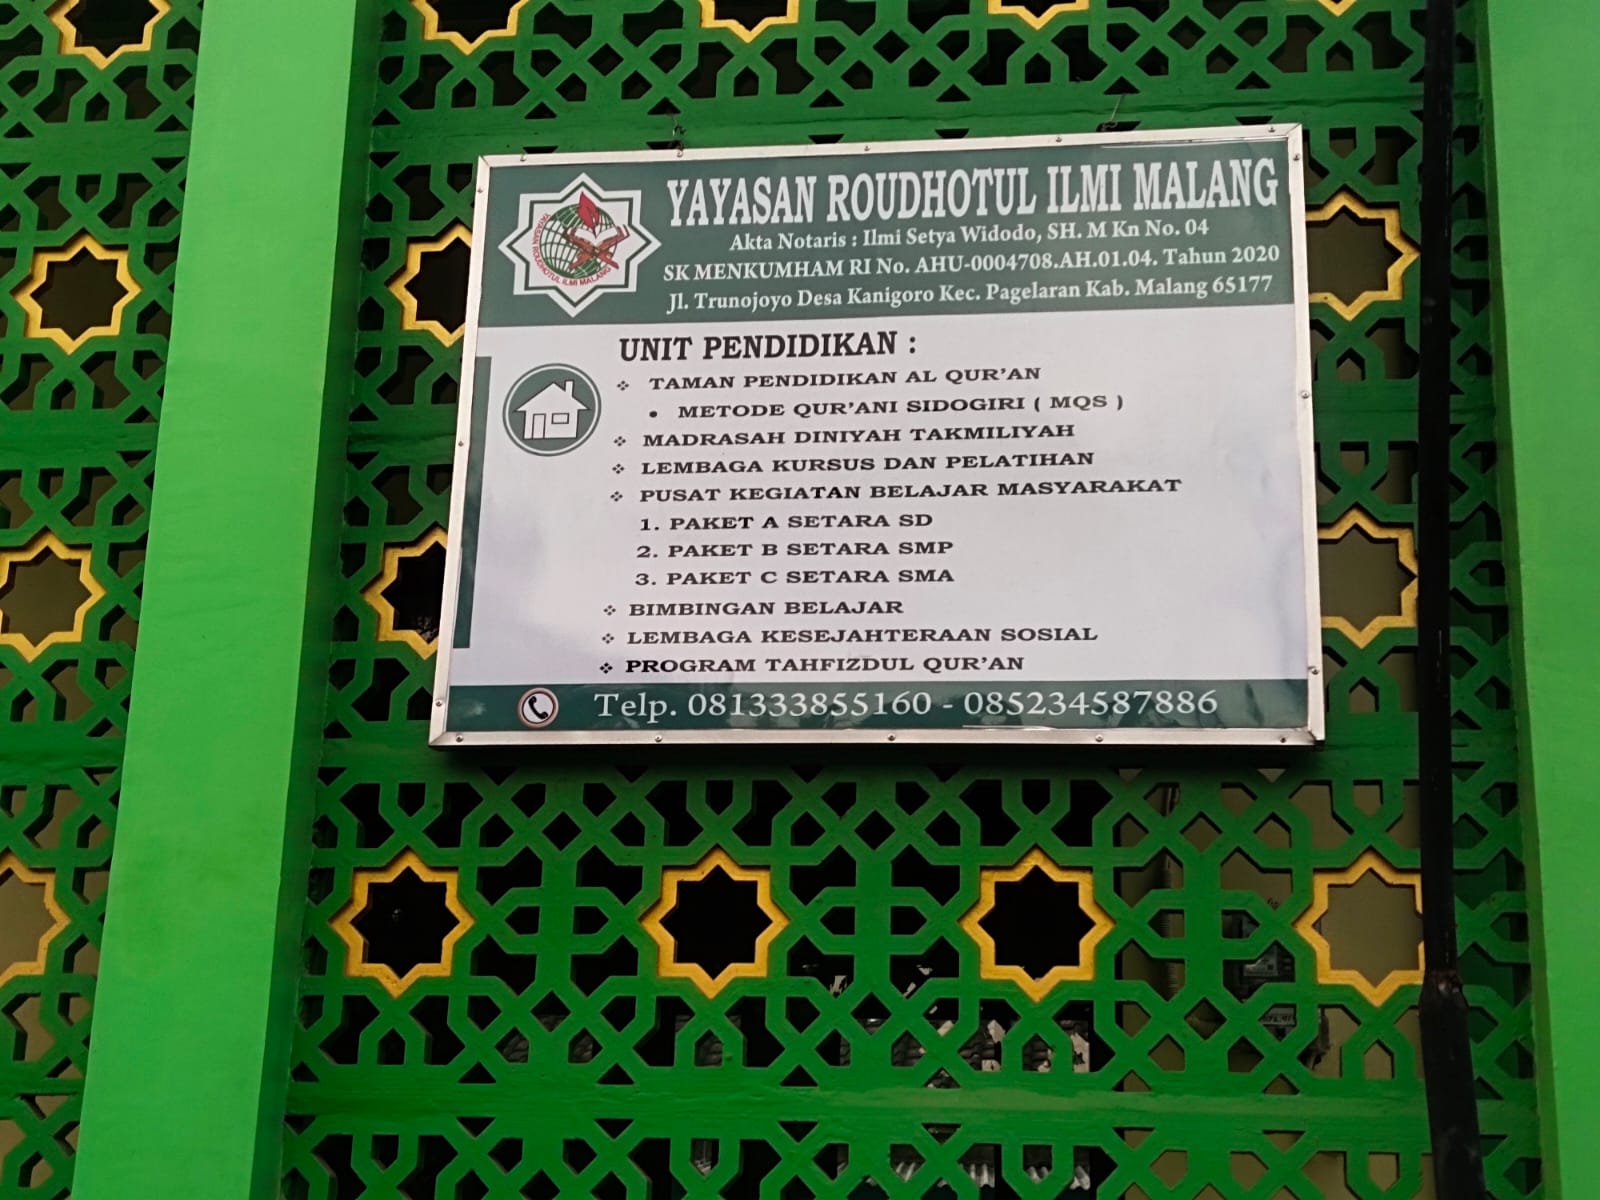 YAYASAN ROUDHOTUL ILMI MALANG
Akta Notaris : Ilmi Setya Widodo, SH. M Kn No. 04
SK MENKUMHAM RI No. AHU-0004708.AH.01.04. Tahun 2020
Jl. Trunojoyo Desa Kanigoro Kec. Pagelaran Kab. Malang 65177
YAYASAN ROUDHOTUL ILMI MALANG
UNIT PENDIDIKAN :
❖ TAMAN PENDIDIKAN AL QUR'AN
• METODE QUR'ANI SIDOGIRI ( MQS )
❖ MADRASAH DINIYAH TAKMILIYAH
❖ LEMBAGA KURSUS DAN PELATIHAN
❖ PUSAT KEGIATAN BELAJAR MASYARAKAT
1. PAKET A SETARA SD
2. PAKET B SETARA SMP
3. PAKET C SETARA SMA
❖ BIMBINGAN BELAJAR
❖ LEMBAGA KESEJAHTERAAN SOSIAL
❖ PROGRAM TAHFIZDUL QUR'AN
Telp. 081333855160 - 085234587886